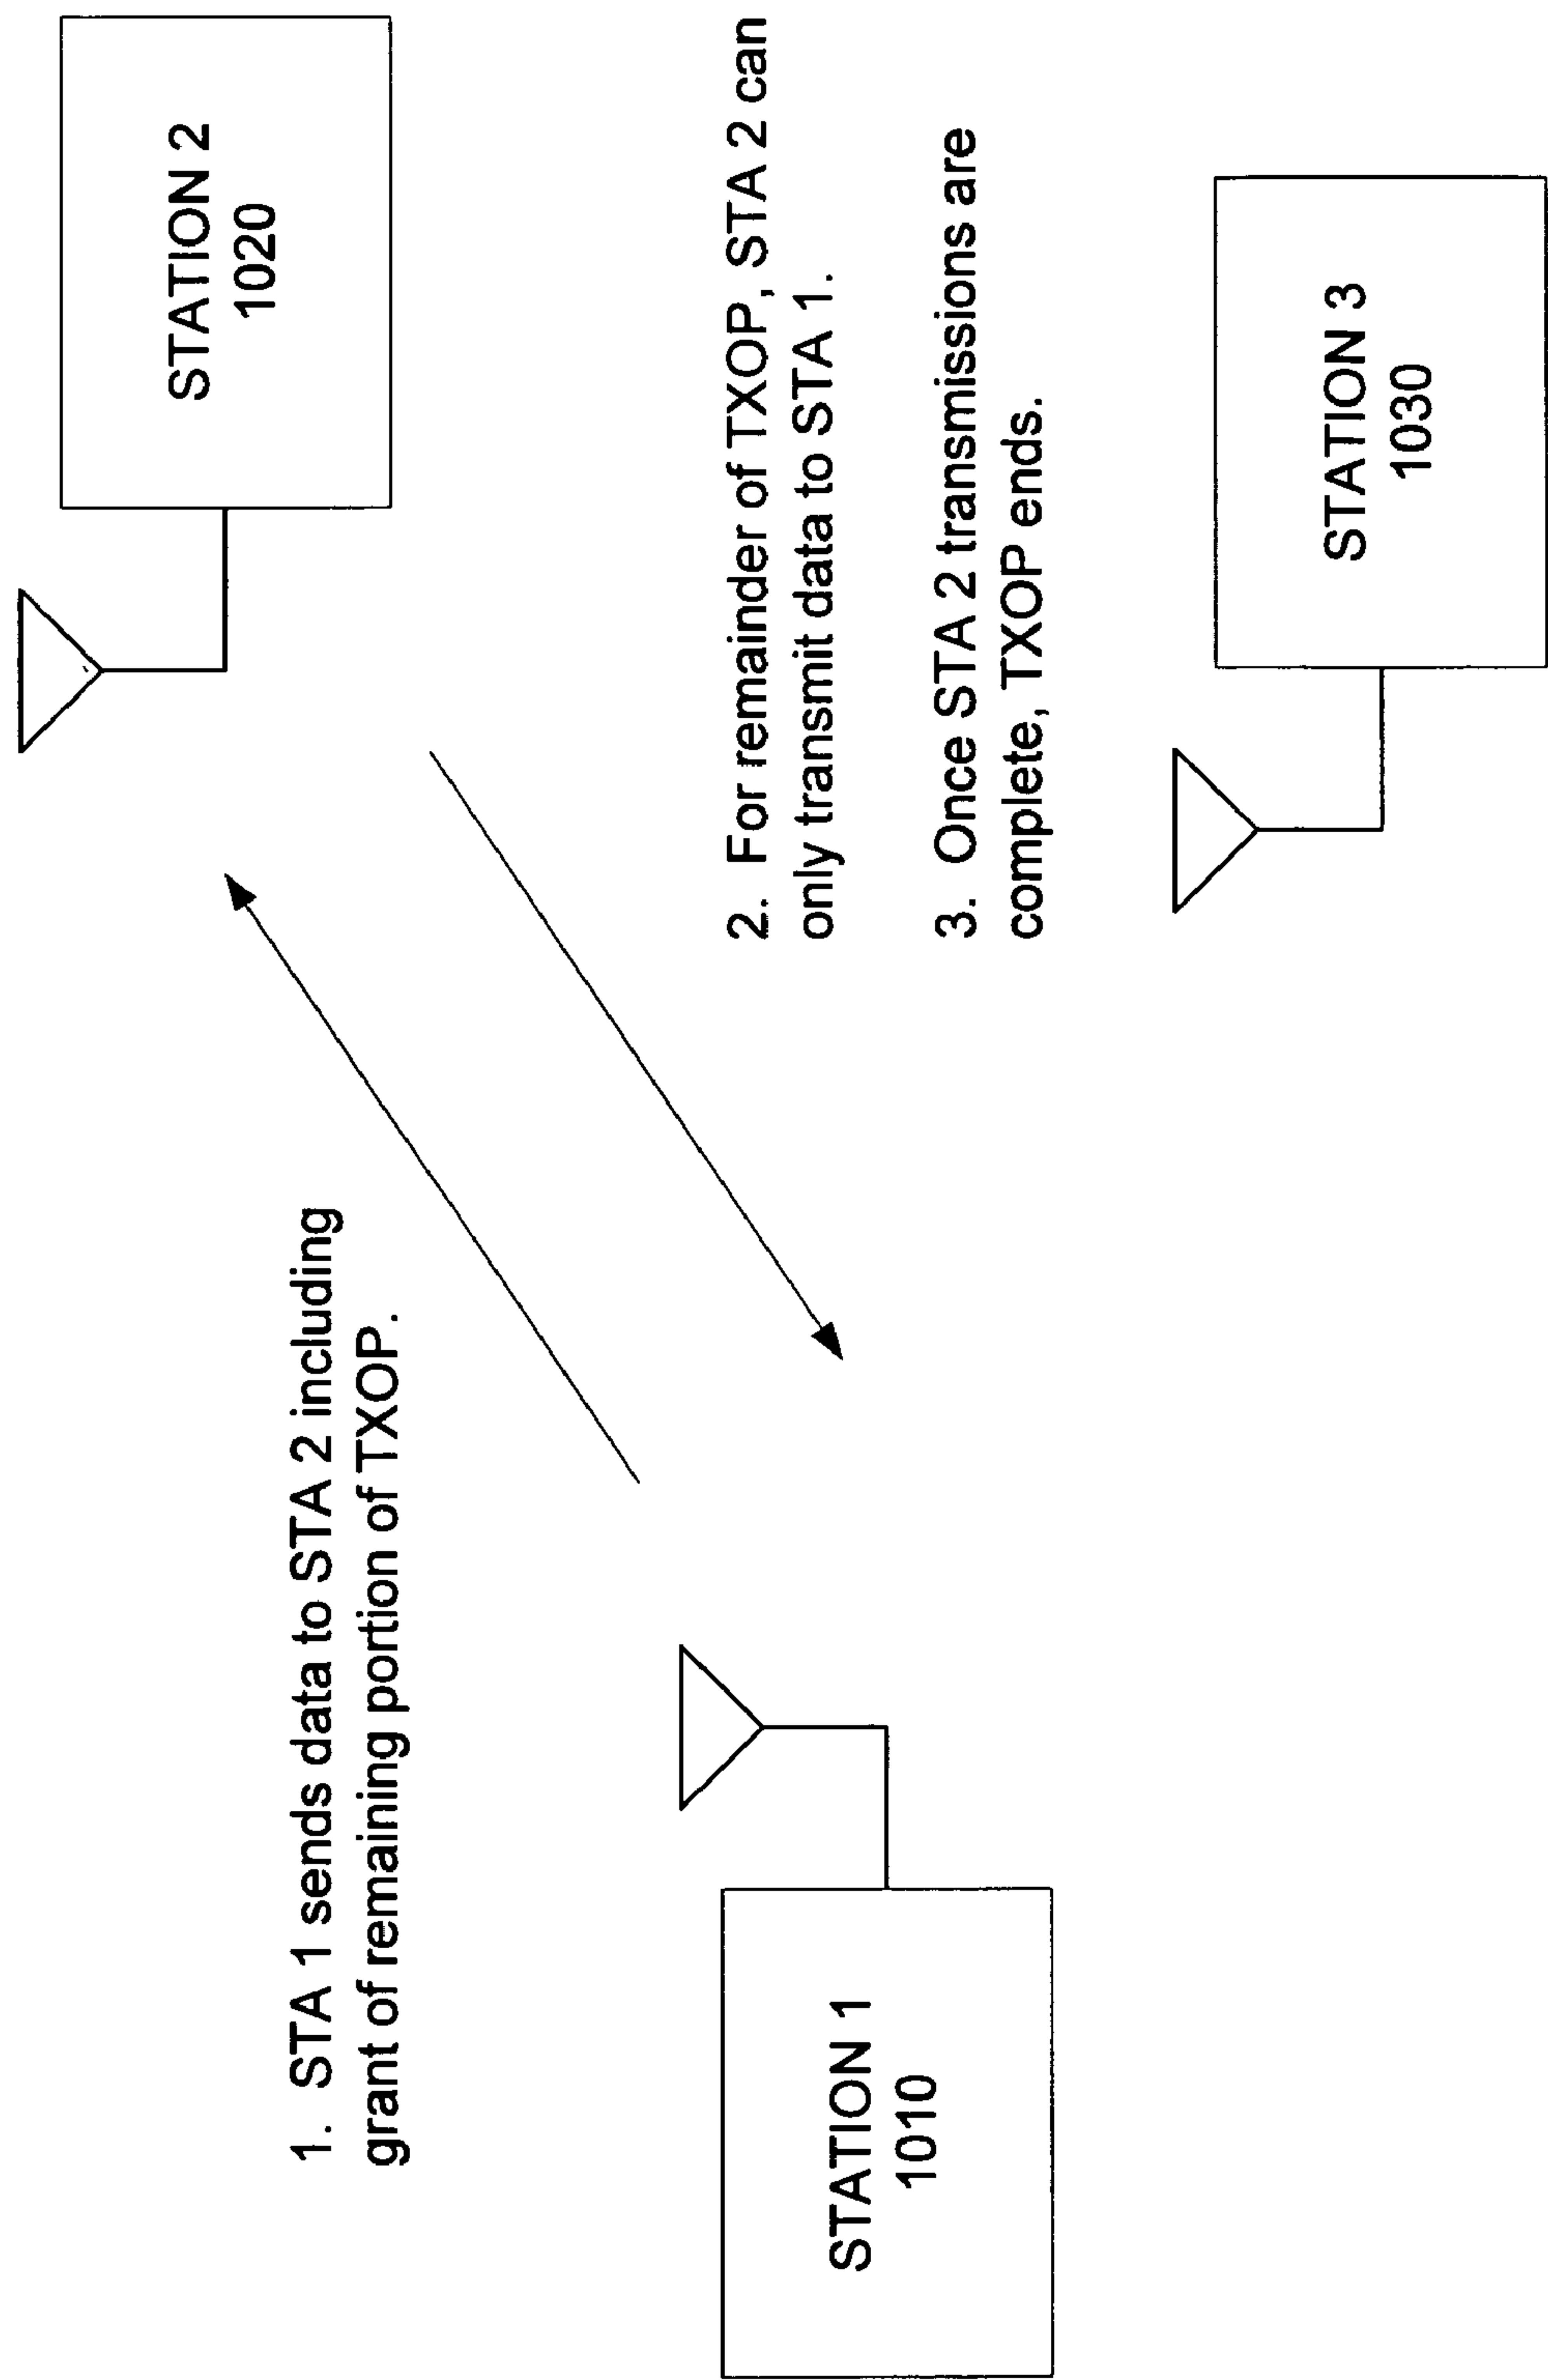 1. STA 1 sends data to STA 2 including
grant of remaining portion of TXOP.
STATION 2
1020
STATION 1
1010
2. For remainder of TXOP, STA 2 can
only transmit data to STA 1.
3. Once STA 2 transmissions are
complete, TXOP ends.
STATION 3
1030